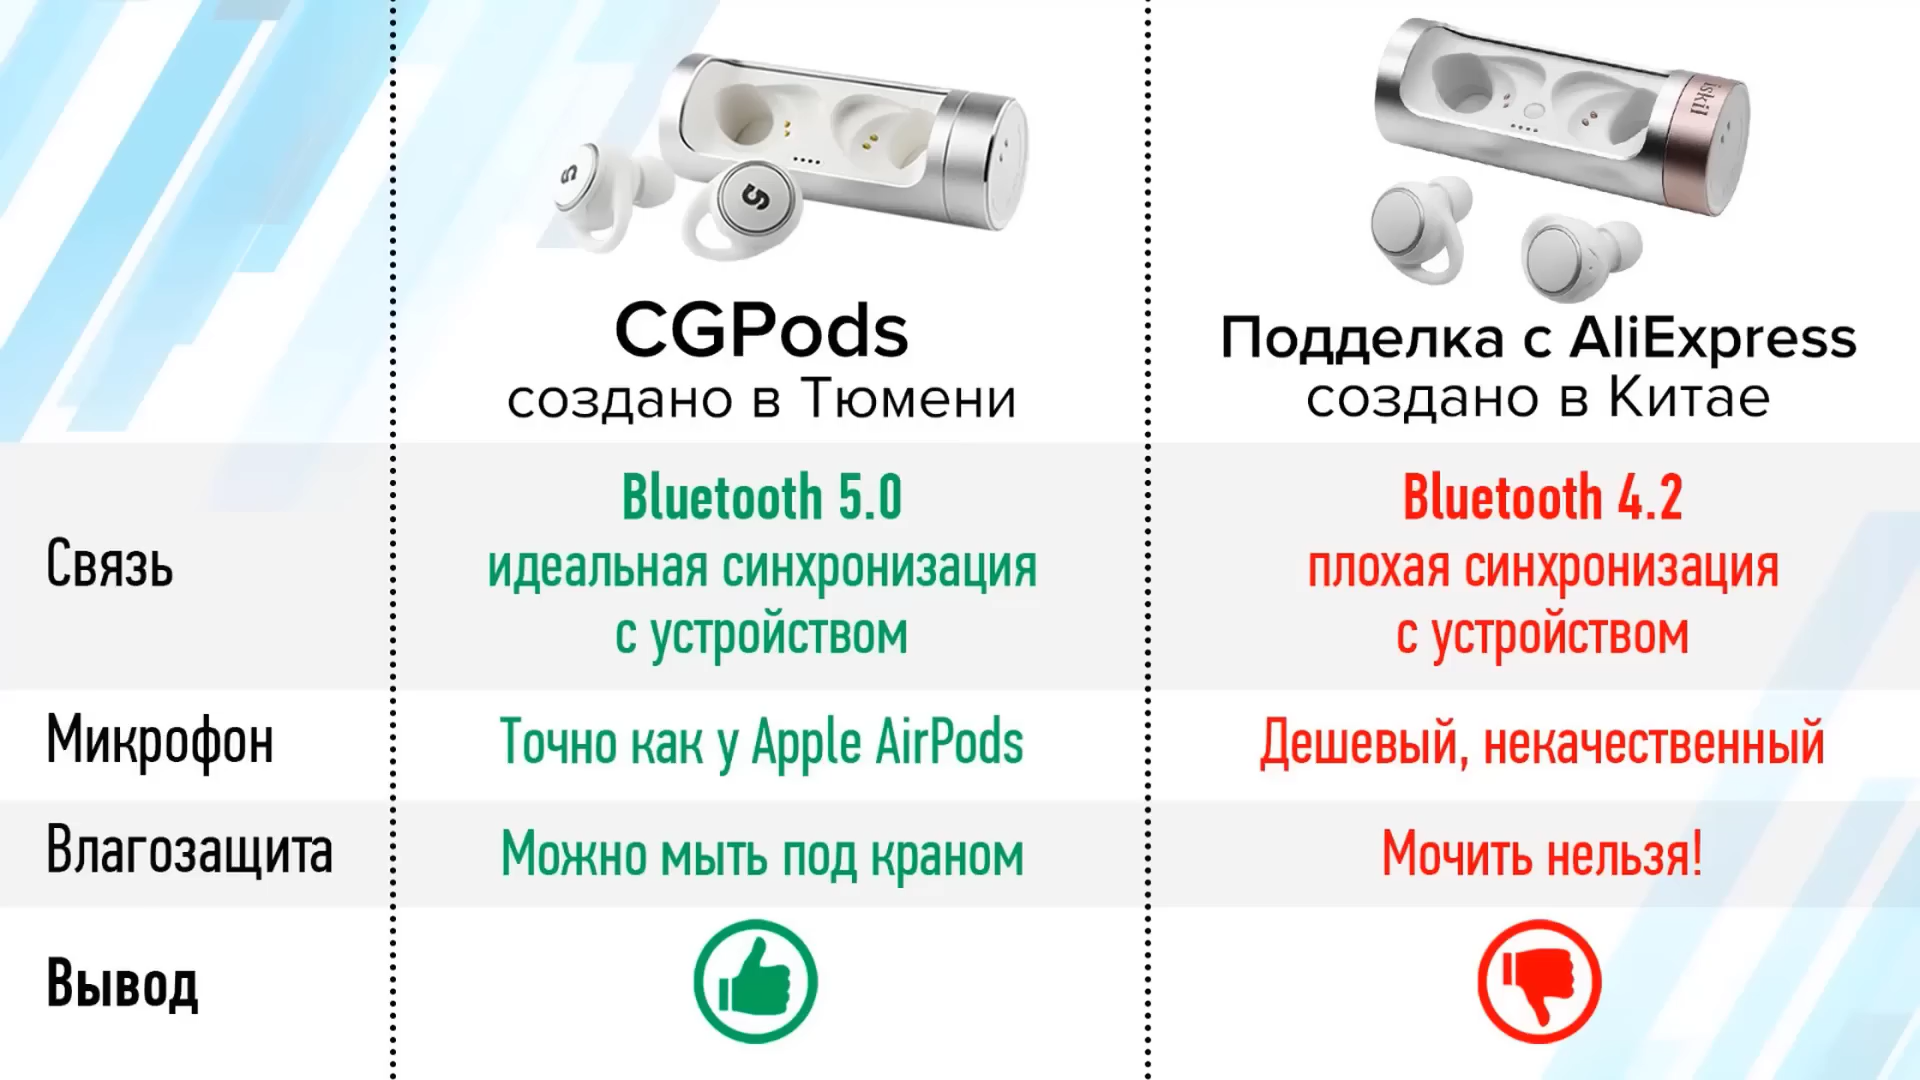 iskil
CGPods
создано в Тюмени
Подделка с AliExpress
создано в Китае
Связь
Bluetooth 5.0
идеальная синхронизация
с устройством
Bluetooth 4.2
плохая синхронизация
с устройством
Микрофон
Точно как у Apple AirPods
Дешевый, некачественный
Влагозащита
Можно мыть под краном
Мочить нельзя!
Вывод